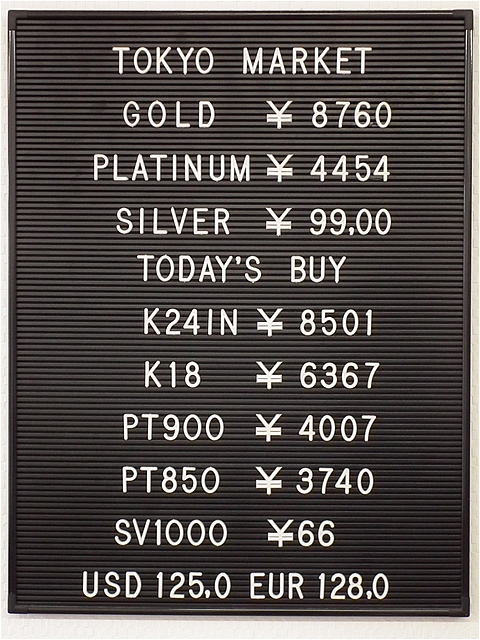 TOKYO MARKET
GOLD ¥ 8760
PLATINUM ¥ 4454
SILVER ¥ 99,00
TODAY'S BUY
K24IN ¥ 8501
K18 ¥ 6367
PT900 ¥ 4007
PT850 ¥ 3740
SV1000 ¥66
USD 125,0 EUR 128,0